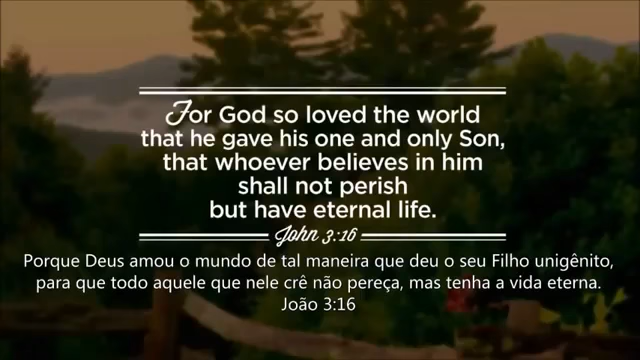 For God so loved the world
that he gave his one and only Son,
that whoever believes in him
shall not perish
but have eternal life.
John 3:16
Porque Deus amou o mundo de tal maneira que deu o seu Filho unigênito,
para que todo aquele que nele crê não pereça, mas tenha a vida eterna.
João 3:16